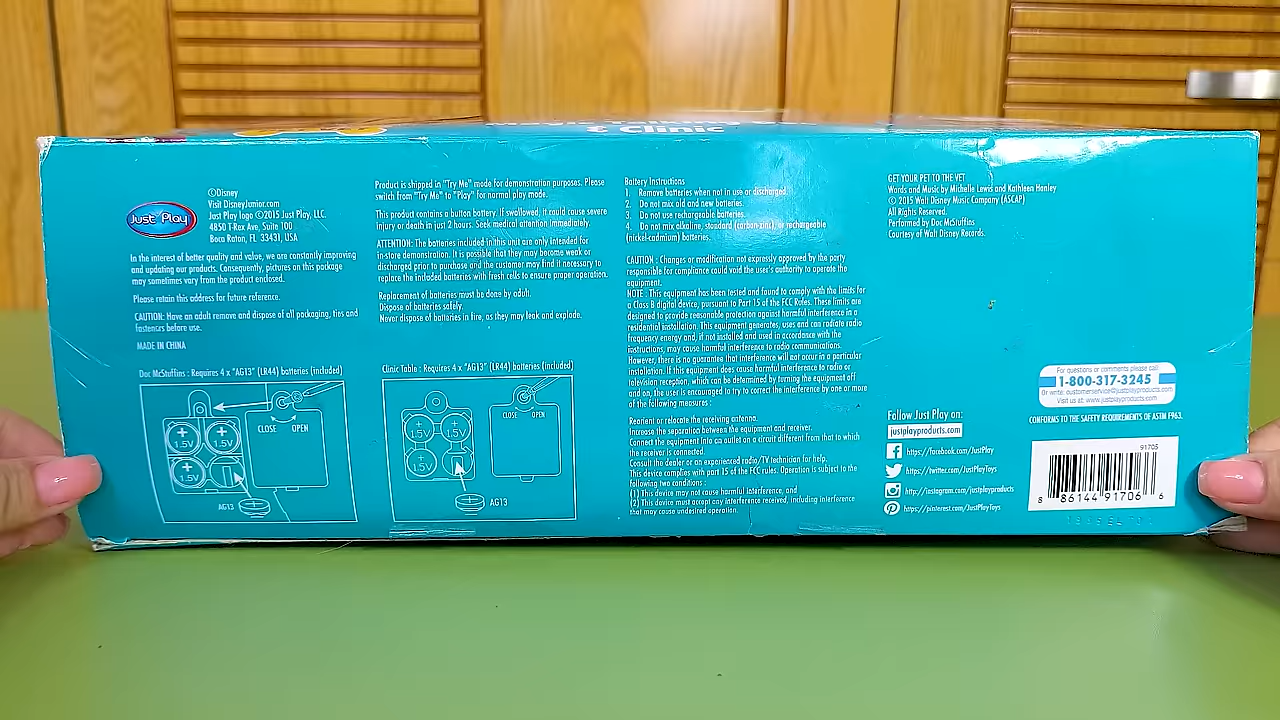 & Clinic
Just Play
©Disney
Visit DisneyJunior.com
Just Play logo ©2015 Just Play, LLC.
4850 T-Rex Ave, Suite 100
Boca Raton, FL 33431, USA
In the interest of better quality and value, we are constantly improving
and updating our products. Consequently, pictures on this package
may sometimes vary from the product enclosed.
Please retain this address for future reference.
CAUTION: Have an adult remove and dispose of all packaging, ties and
fasteners before use.
MADE IN CHINA
Doc McStuffins : Requires 4 x "AG13" (LR44) batteries (included)
CLOSE OPEN
1.5V 1.5V
1.5V
AG13
Product is shipped in "Try Me" mode for demonstration purposes. Please
switch from "Try Me" to "Play" for normal play mode.
This product contains a button battery. If swallowed, it could cause severe
injury or death in just 2 hours. Seek medical attention immediately.
ATTENTION: The batteries included in this unit are only intended for
in-store demonstration. It is possible that they may become weak or
discharged prior to purchase and the customer may find it necessary to
replace the included batteries with fresh cells to ensure proper operation.
Replacement of batteries must be done by adult.
Dispose of batteries safely.
Never dispose of batteries in fire, as they may leak and explode.
Clinic Table : Requires 4 x "AG13" (LR44) batteries (included)
CLOSE OPEN
1.5V 1.5V
1.5V
AG13
Battery Instructions
1. Remove batteries when not in use or discharged.
2. Do not mix old and new batteries.
3. Do not use rechargeable batteries.
4. Do not mix alkaline, standard (carbon-zinc), or rechargeable
(nickel-cadmium) batteries.
CAUTION : Changes or modification not expressly approved by the party
responsible for compliance could void the user's authority to operate the
equipment.
NOTE : This equipment has been tested and found to comply with the limits for
a Class B digital device, pursuant to Part 15 of the FCC Rules. These limits are
designed to provide reasonable protection against harmful interference in a
residential installation. This equipment generates, uses and can radiate radio
frequency energy and, if not installed and used in accordance with the
instructions, may cause harmful interference to radio communications.
However, there is no guarantee that interference will not occur in a particular
installation. If this equipment does cause harmful interference to radio or
television reception, which can be determined by turning the equipment off
and on, the user is encouraged to try to correct the interference by one or more
of the following measures :
Reorient or relocate the receiving antenna.
Increase the separation between the equipment and receiver.
Connect the equipment into an outlet on a circuit different from that to which
the receiver is connected.
Consult the dealer or an experienced radio/TV technician for help.
This device complies with part 15 of the FCC rules. Operation is subject to the
following two conditions :
(1) This device may not cause harmful interference, and
(2) This device must accept any interference received, including interference
that may cause undesired operation.
GET YOUR PET TO THE VET
Words and Music by Michelle Lewis and Kathleen Hanley
© 2015 Walt Disney Music Company (ASCAP)
All Rights Reserved.
Performed by Doc McStuffins
Courtesy of Walt Disney Records.
Follow Just Play on:
justplayproducts.com
https://facebook.com/JustPlay
https://twitter.com/JustPlayToys
http://instagram.com/justplayproducts
https://pinterest.com/JustPlayToys
For questions or comments please call:
1-800-317-3245
Or write: customerservice@justplayproducts.com
Visit us at: www.justplayproducts.com
CONFORMS TO THE SAFETY REQUIREMENTS OF ASTM F963.
91705
8 86144 91706 6